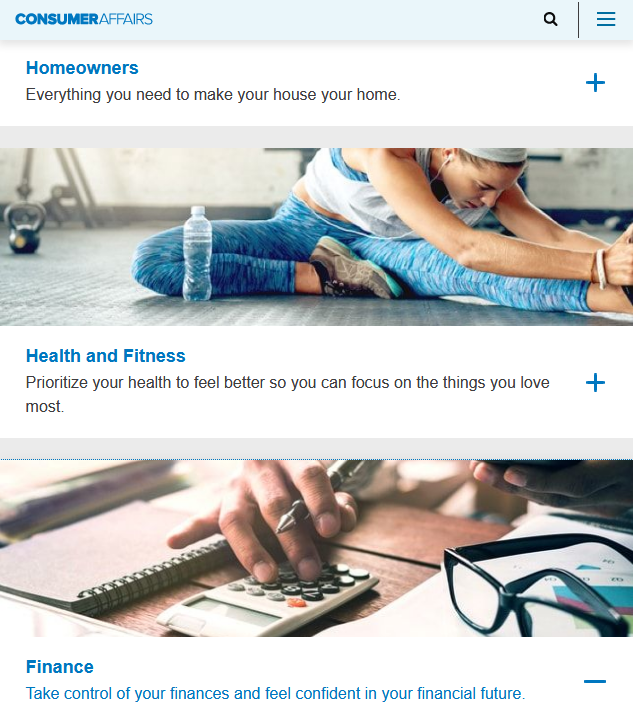 CONSUMERAFFAIRS
Homeowners
Everything you need to make your house your home.
Health and Fitness
Prioritize your health to feel better so you can focus on the things you love
most.
Finance
Take control of your finances and feel confident in your financial future.